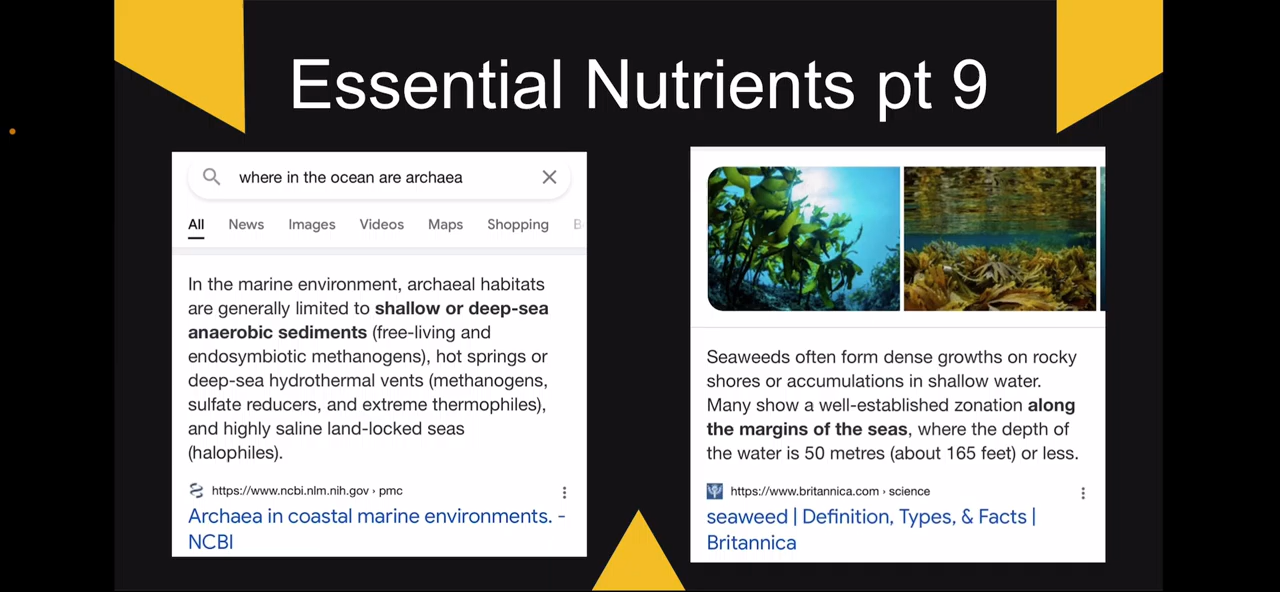 Essential Nutrients pt 9
where in the ocean are archaea
All News Images Videos Maps Shopping
In the marine environment, archaeal habitats
are generally limited to shallow or deep-sea
anaerobic sediments (free-living and
endosymbiotic methanogens), hot springs or
deep-sea hydrothermal vents (methanogens,
sulfate reducers, and extreme thermophiles),
and highly saline land-locked seas
(halophiles).
https://www.ncbi.nlm.nih.gov › pmc
Archaea in coastal marine environments. -
NCBI
Seaweeds often form dense growths on rocky
shores or accumulations in shallow water.
Many show a well-established zonation along
the margins of the seas, where the depth of
the water is 50 metres (about 165 feet) or less.
https://www.britannica.com › science
seaweed | Definition, Types, & Facts |
Britannica